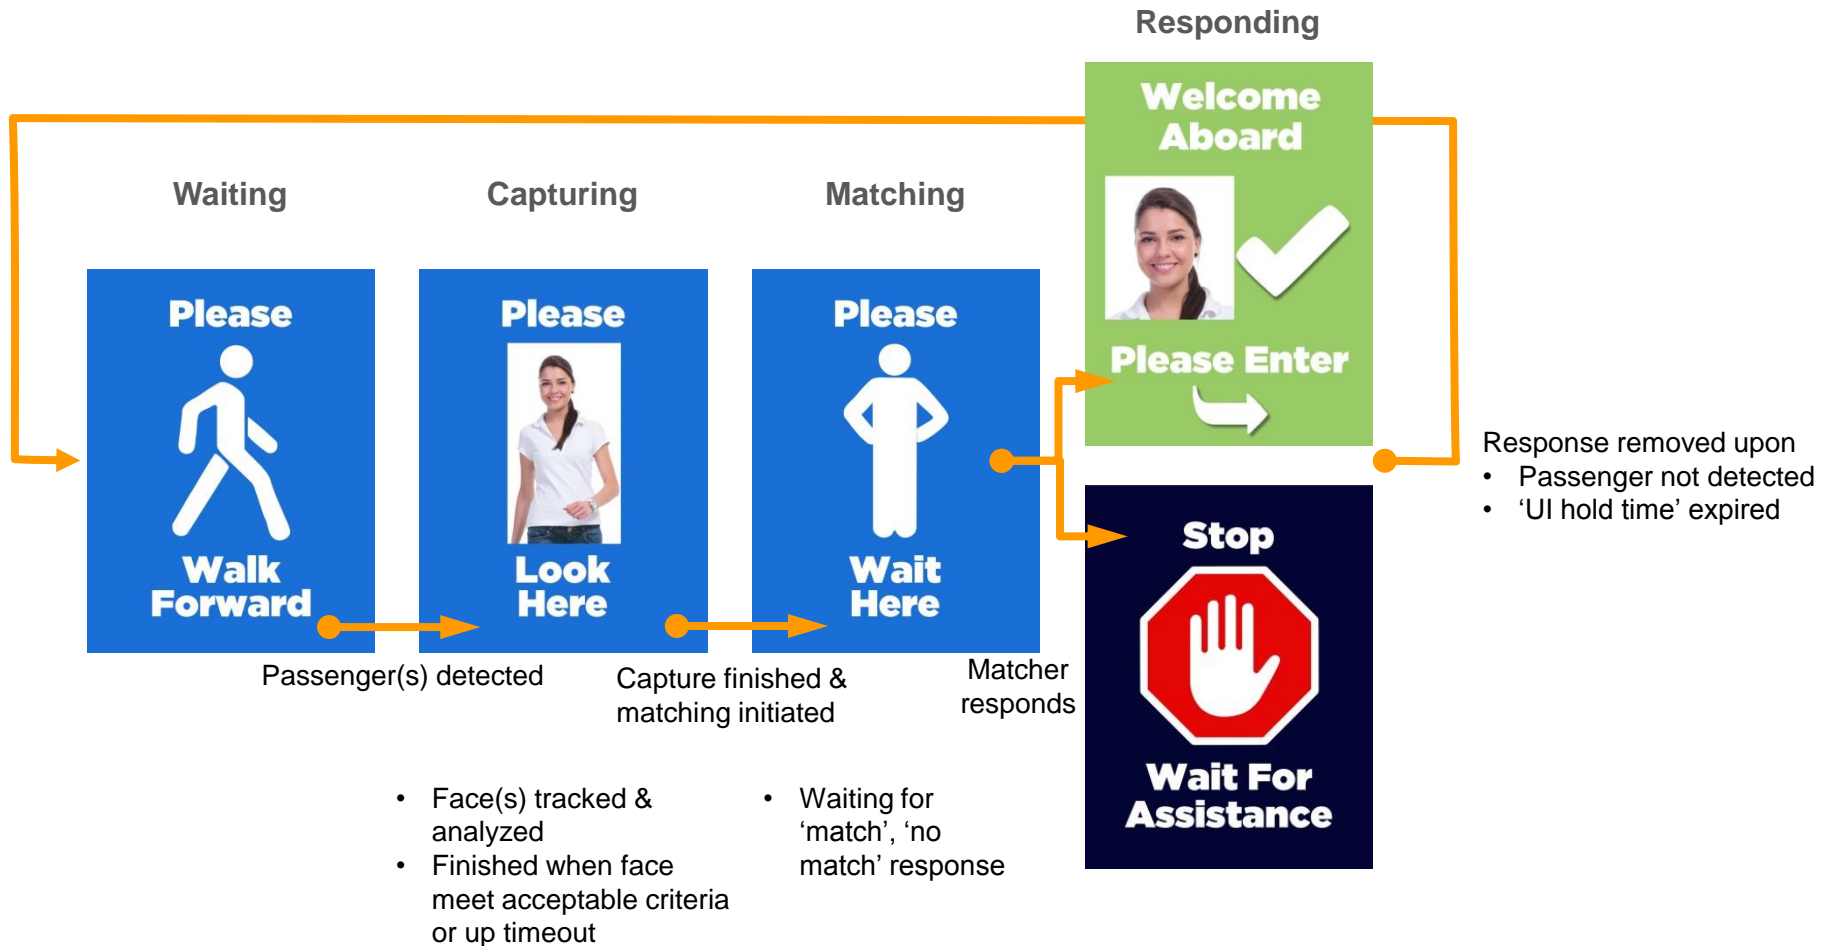 Responding
Welcome
Aboard
Please Enter
Waiting
Capturing
Matching
Please
Walk
Forward
Please
Look
Here
Please
Wait
Here
Stop
Wait For
Assistance
Passenger(s) detected
Capture finished &
matching initiated
Matcher
responds
Response removed upon
• Passenger not detected
• ‘UI hold time’ expired
• Face(s) tracked &
analyzed
• Finished when face
meet acceptable criteria
or up timeout
• Waiting for
‘match’, ‘no
match’ response